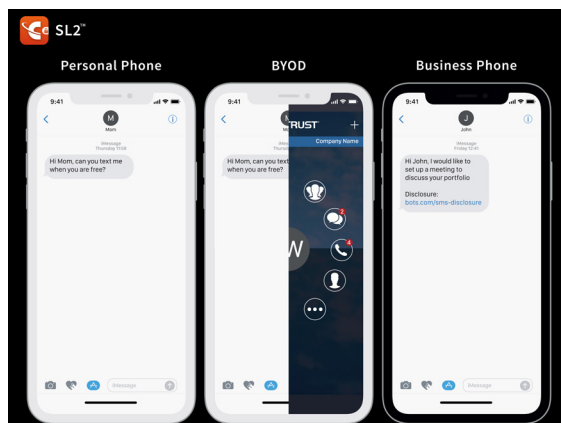 SL2™
Personal Phone
BYOD
Business Phone
9:41
M
Mom
iMessage
Thursday 11:58
Hi Mom, can you text me
when you are free?
iMessage
9:41
M
iMessage
Hi Mom, can you text
when you are free?
RUST
+
Company Name
2
W
4
9:41
J
John
iMessage
Friday 12:41
Hi John, I would like to
set up a meeting to
discuss your portfolio
Disclosure:
bots.com/sms-disclosure
iMessage